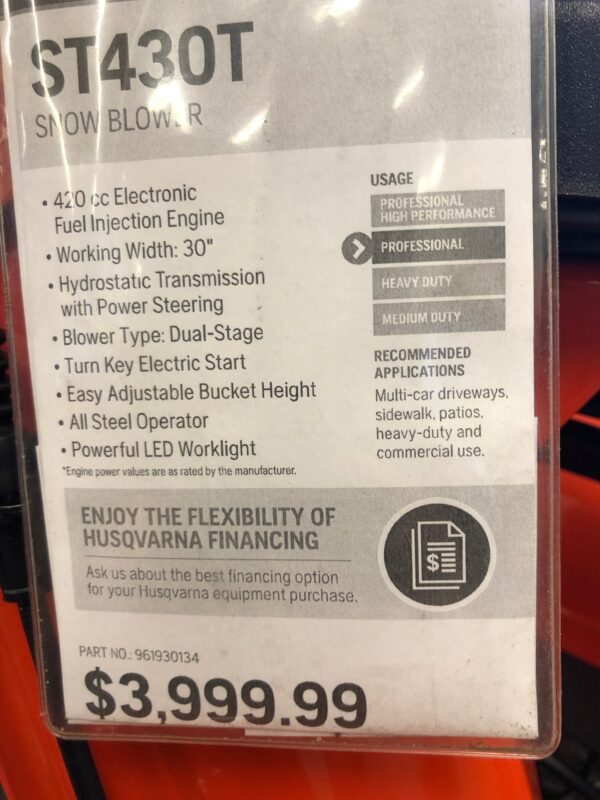 ST430T
SNOW BLOWER
• 420 cc Electronic
Fuel Injection Engine
• Working Width: 30"
• Hydrostatic Transmission
with Power Steering
• Blower Type: Dual-Stage
• Turn Key Electric Start
• Easy Adjustable Bucket Height
• All Steel Operator
• Powerful LED Worklight
*Engine power values are as rated by the manufacturer.
USAGE
PROFESSIONAL
HIGH PERFORMANCE
PROFESSIONAL
HEAVY DUTY
MEDIUM DUTY
RECOMMENDED
APPLICATIONS
Multi-car driveways,
sidewalk, patios,
heavy-duty and
commercial use.
ENJOY THE FLEXIBILITY OF
HUSQVARNA FINANCING
Ask us about the best financing option
for your Husqvarna equipment purchase.
$
PART NO.: 961930134
$3,999.99